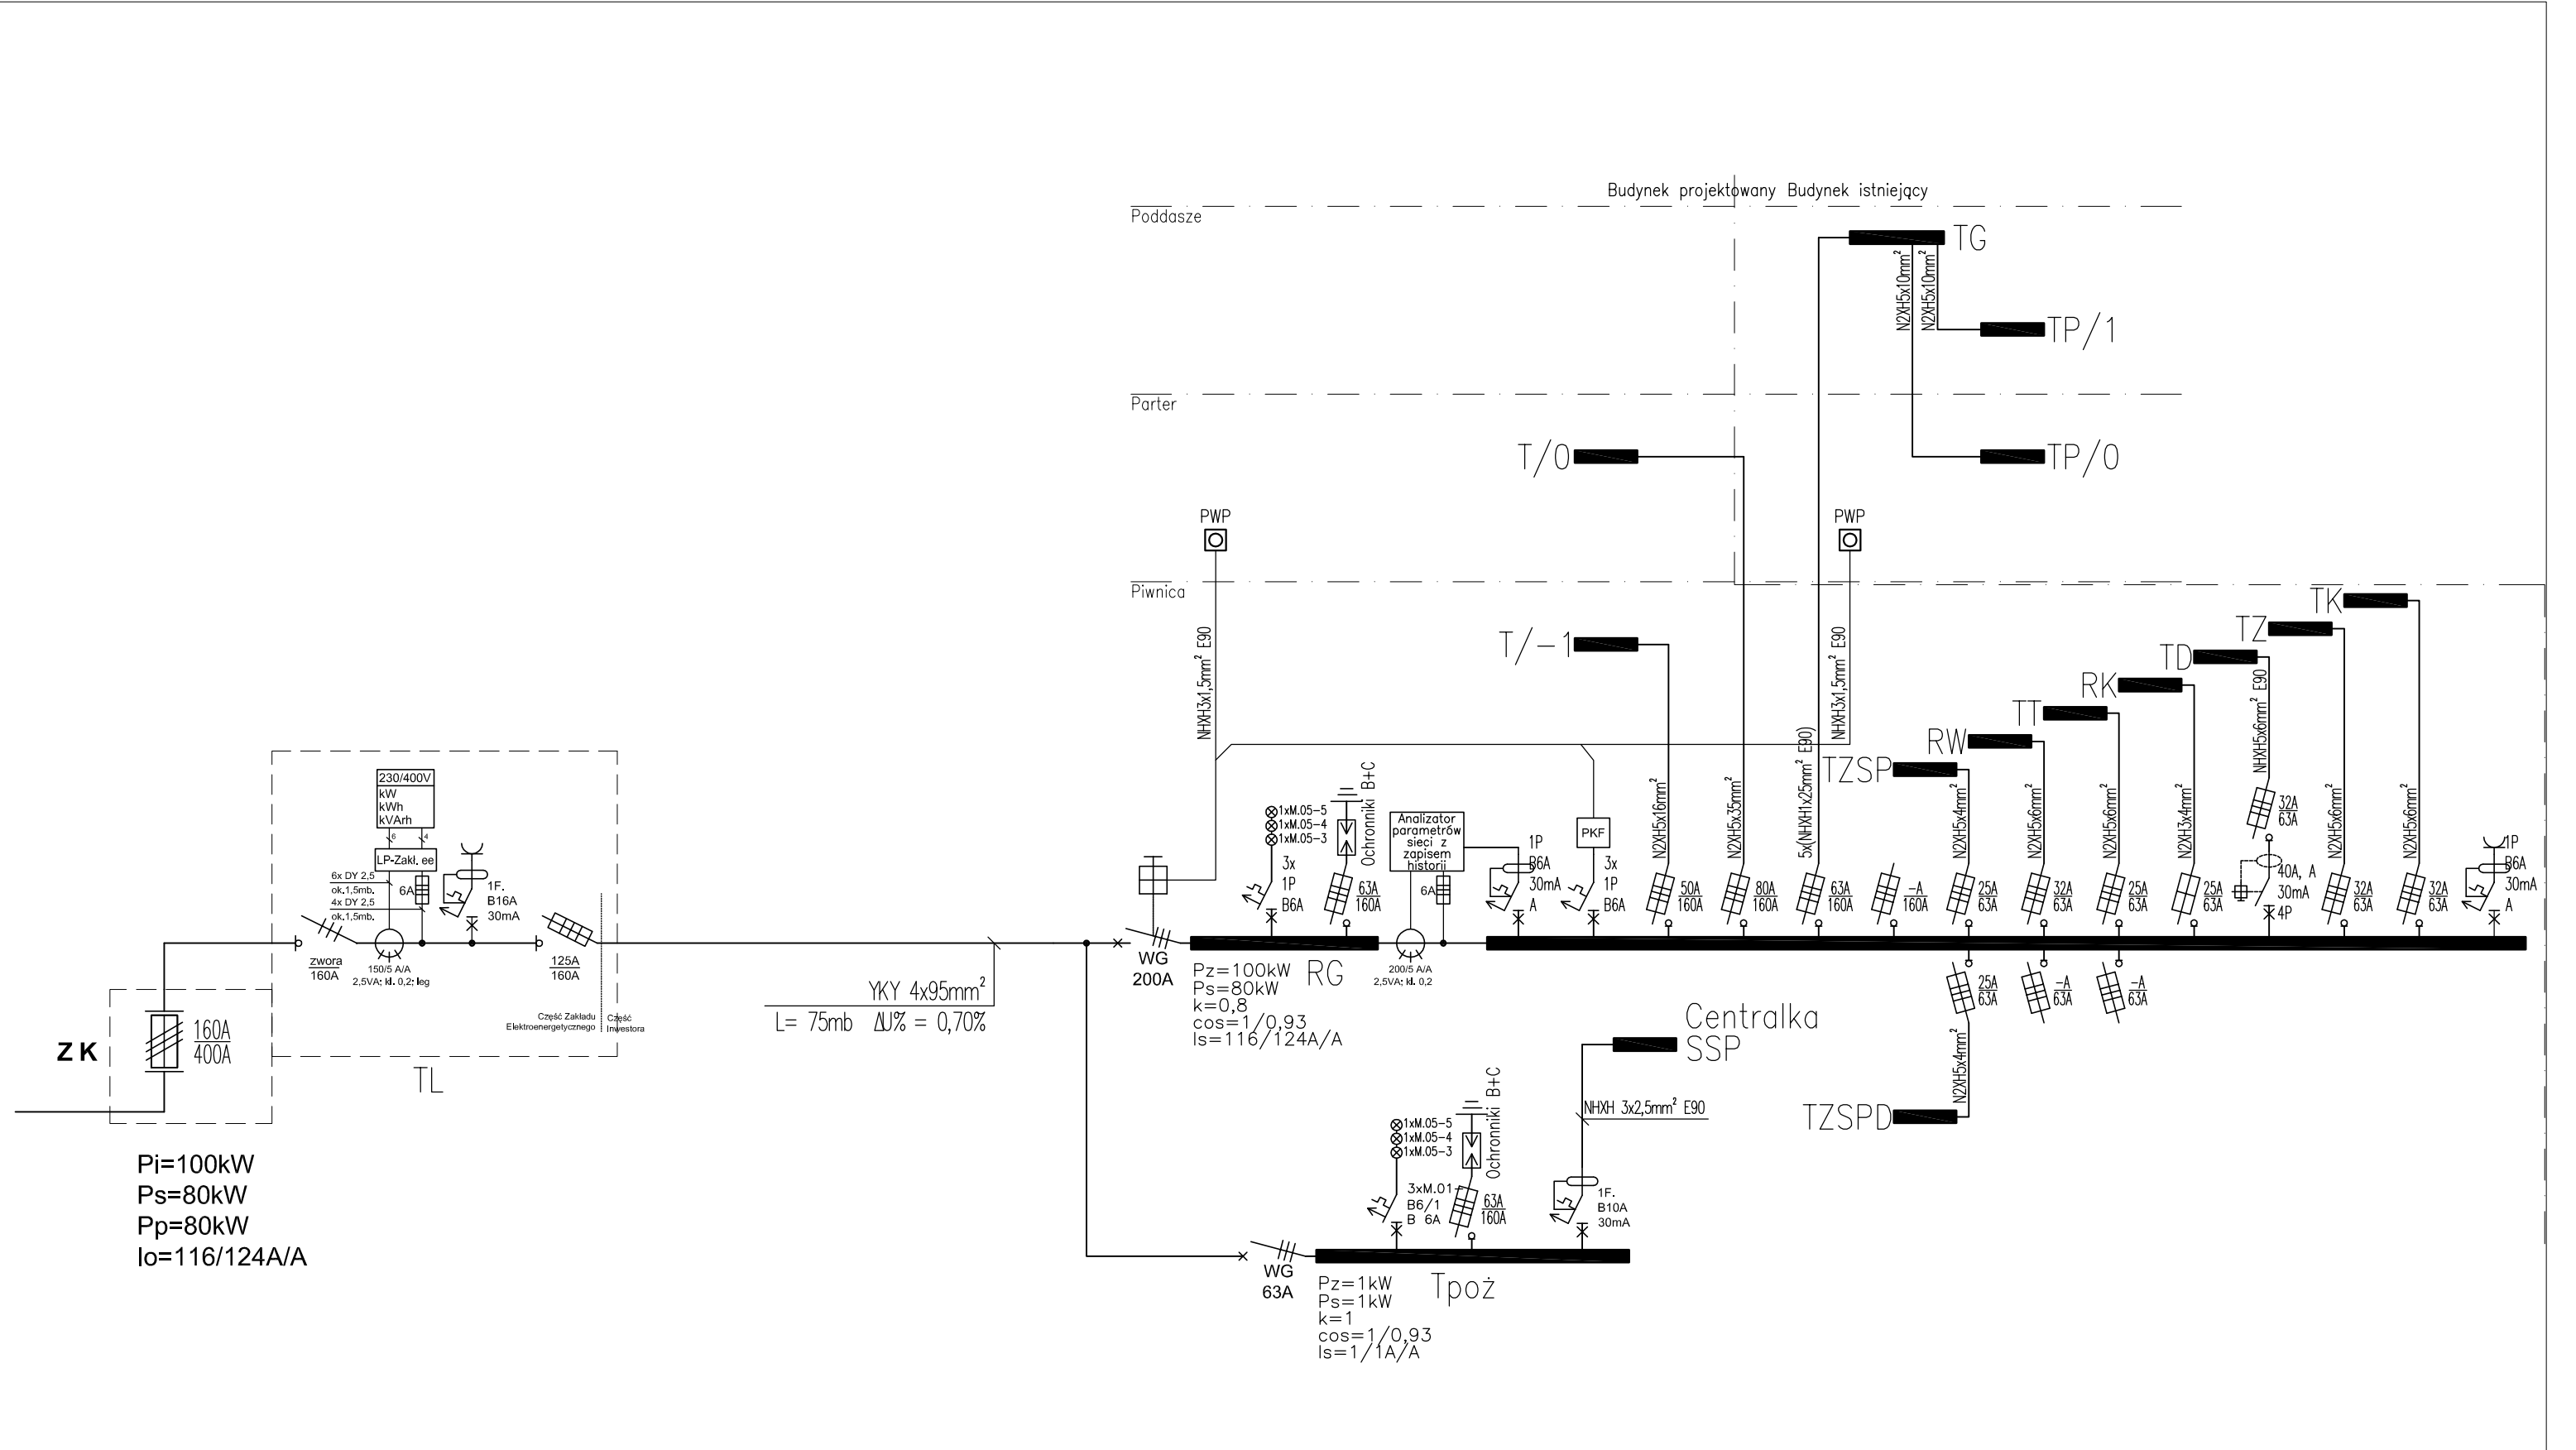 Budynek projektowany Budynek istniejący
Poddasze
TG
N2XH5x10mm²
N2XH5x10mm²
TP/1
Parter
T/0
TP/0
PWP
PWP
Piwnica
NHXH3x1,5mm² E90
T/-1
NHXH3x1,5mm² E90
TK
TZ
TD
RK
TT
RW
TZSP
N2XH5x16mm²
N2XH5x35mm²
5x(NHXH1x25mm² E90)
N2XH5x4mm²
N2XH5x6mm²
N2XH5x6mm²
N2XH3x4mm²
NHXH5x6mm² E90
N2XH5x6mm²
N2XH5x6mm²
230/400V
kW
kWh
kVArh
6
4
LP-Zakł. ee
6x DY 2,5
ok.1,5mb.
4x DY 2,5
ok.1,5mb.
6A
1F.
B16A
30mA
zwora
160A
150/5 A/A
2,5VA; kl. 0,2; leg
125A
160A
Część Zakładu
Elektroenergetycznego
Część
Inwestora
TL
ZK
160A
400A
Pi=100kW
Ps=80kW
Pp=80kW
Io=116/124A/A
YKY 4x95mm²
L= 75mb ΔU% = 0,70%
WG
200A
1xM.05-5
1xM.05-4
1xM.05-3
3x
1P
B6A
Ochronniki B+C
63A
160A
Analizator
parametrów
sieci z
zapisem
historii
6A
1P
B6A
30mA
A
PKF
3x
1P
B6A
50A
160A
80A
160A
63A
160A
-A
160A
25A
63A
32A
63A
25A
63A
25A
63A
32A
63A
40A, A
30mA
4P
32A
63A
32A
63A
1P
B6A
30mA
A
Pz=100kW
Ps=80kW
k=0,8
cos=1/0,93
Is=116/124A/A
RG
200/5 A/A
2,5VA; kl. 0,2
25A
63A
-A
63A
-A
63A
N2XH5x4mm²
TZSPD
Centralka
SSP
NHXH 3x2,5mm² E90
1xM.05-5
1xM.05-4
1xM.05-3
3xM.01
B6/1
B 6A
Ochronniki B+C
63A
160A
1F.
B10A
30mA
WG
63A
Pz=1kW
Ps=1kW
k=1
cos=1/0,93
Is=1/1A/A
Tpoż